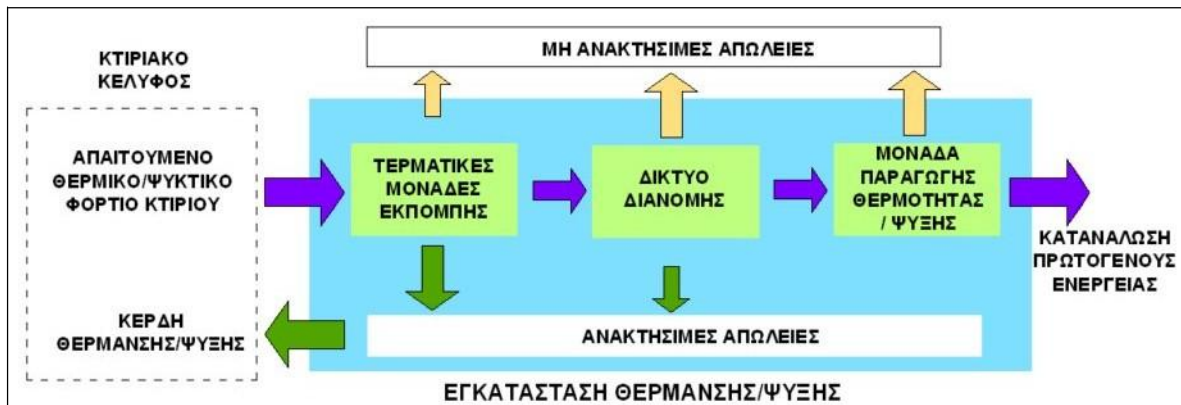 ΚΤΙΡΙΑΚΟ
ΚΕΛΥΦΟΣ
ΜΗ ΑΝΑΚΤΗΣΙΜΕΣ ΑΠΩΛΕΙΕΣ
ΑΠΑΙΤΟΥΜΕΝΟ
ΘΕΡΜΙΚΟ/ΨΥΚΤΙΚΟ
ΦΟΡΤΙΟ ΚΤΙΡΙΟΥ
ΤΕΡΜΑΤΙΚΕΣ
ΜΟΝΑΔΕΣ
ΕΚΠΟΜΠΗΣ
ΔΙΚΤΥΟ
ΔΙΑΝΟΜΗΣ
ΜΟΝΑΔΑ
ΠΑΡΑΓΩΓΗΣ
ΘΕΡΜΟΤΗΤΑΣ
/ ΨΥΞΗΣ
ΚΑΤΑΝΑΛΩΣΗ
ΠΡΩΤΟΓΕΝΟΥΣ
ΕΝΕΡΓΕΙΑΣ
ΚΕΡΔΗ
ΘΕΡΜΑΝΣΗΣ/ΨΥΞΗΣ
ΑΝΑΚΤΗΣΙΜΕΣ ΑΠΩΛΕΙΕΣ
ΕΓΚΑΤΑΣΤΑΣΗ ΘΕΡΜΑΝΣΗΣ/ΨΥΞΗΣ